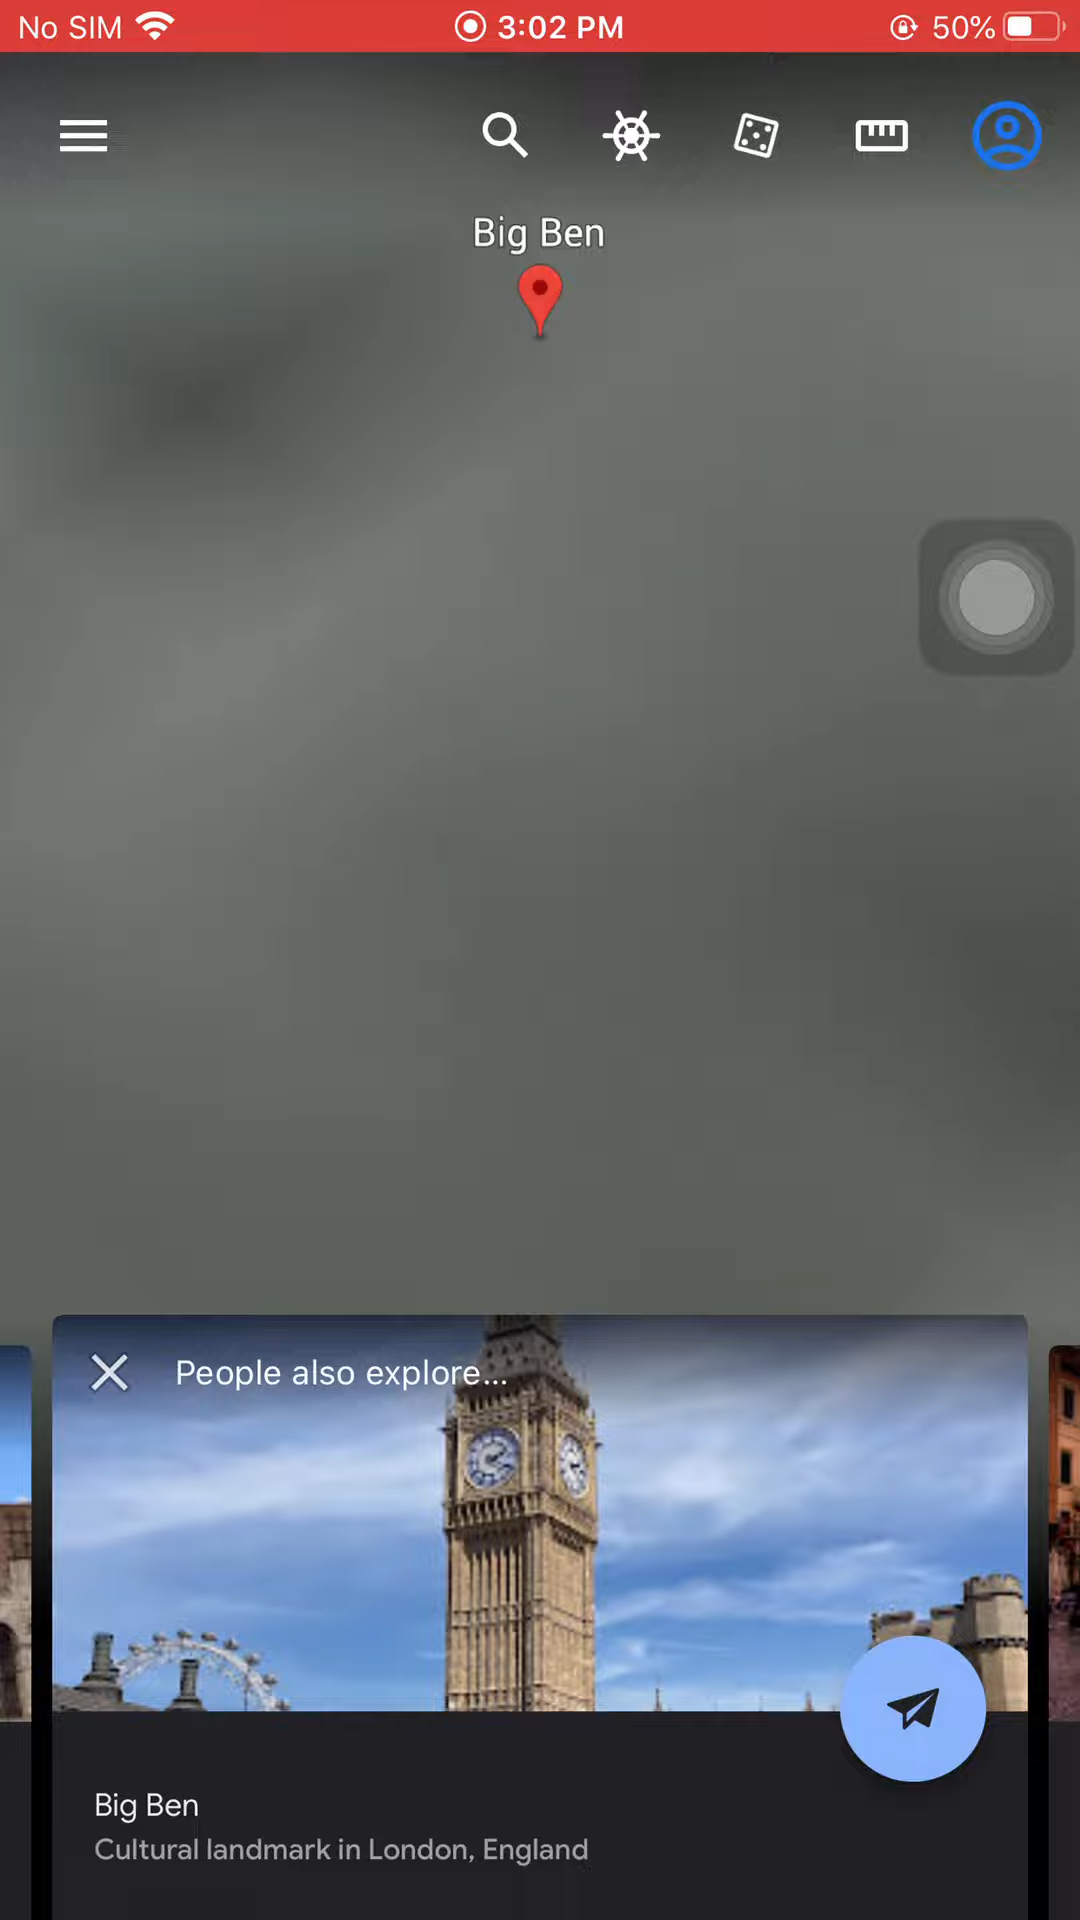 No SIM 3:02 PM 50%
Big Ben
People also explore...
Big Ben
Cultural landmark in London, England